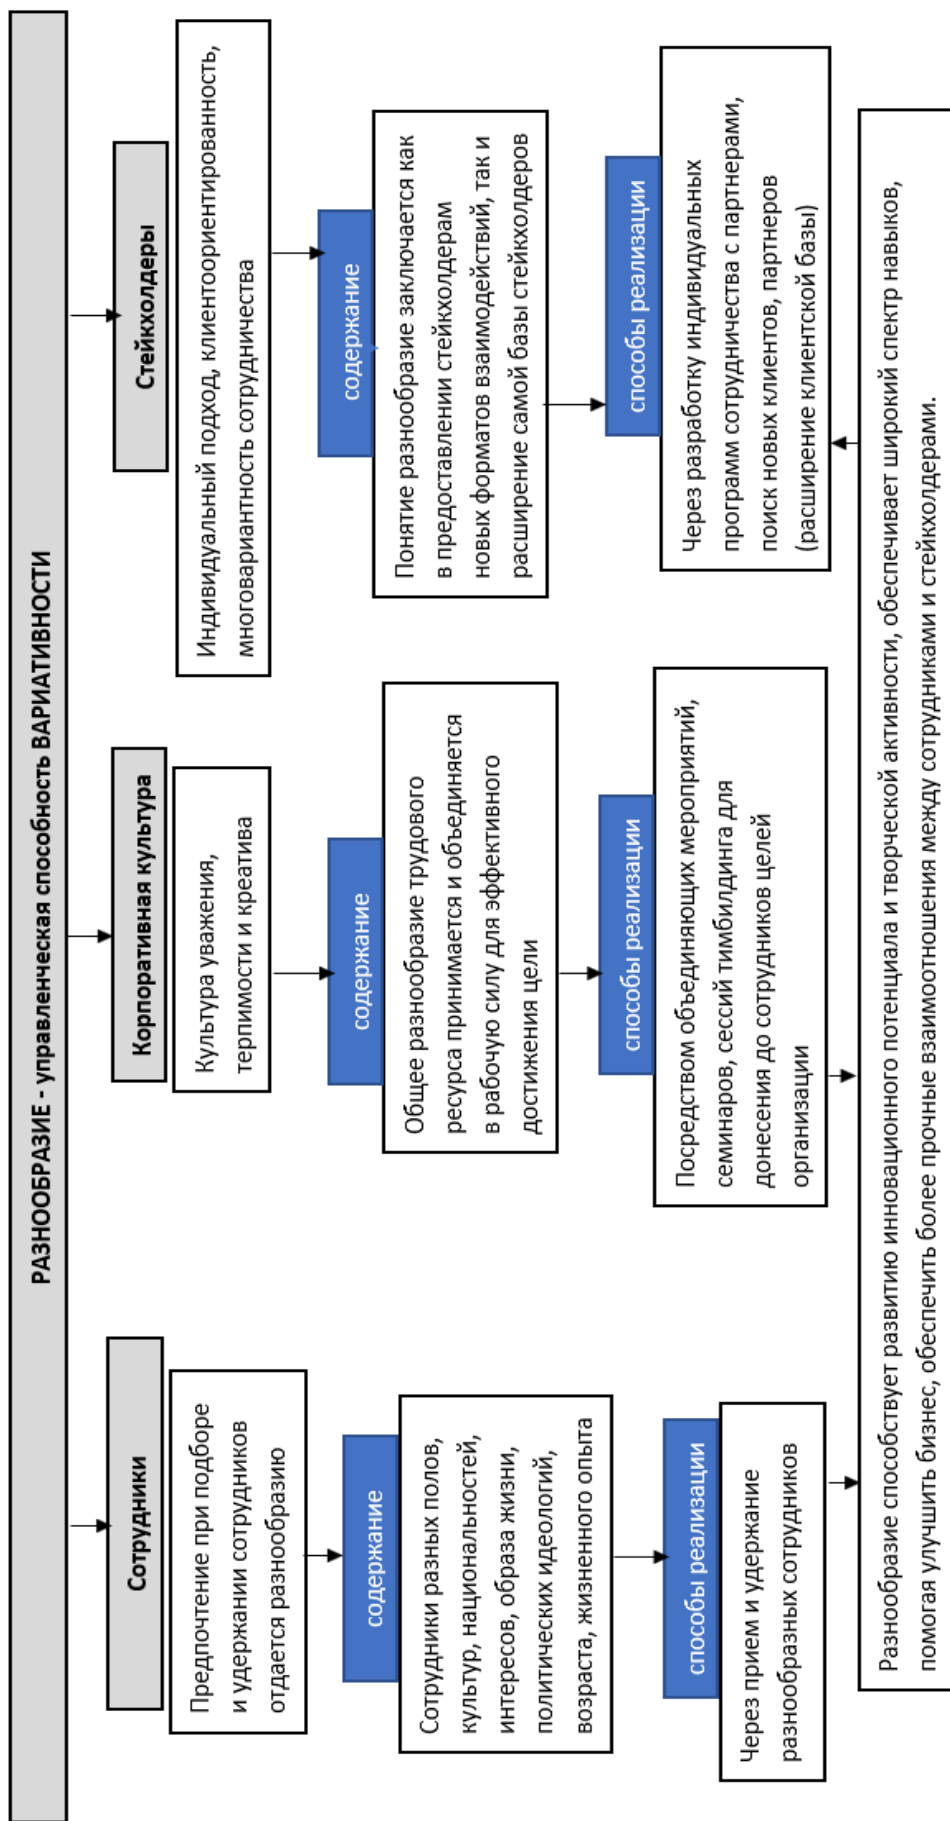 РАЗНООБРАЗИЕ - управленческая способность ВАРИАТИВНОСТИ
Сотрудники
Предпочтение при подборе
и удержании сотрудников
отдается разнообразию
содержание
Сотрудники разных полов,
культур, национальностей,
интересов, образа жизни,
политических идеологий,
возраста, жизненного опыта
способы реализации
Через прием и удержание
разнообразных сотрудников
Корпоративная культура
Культура уважения,
терпимости и креатива
содержание
Общее разнообразие трудового
ресурса принимается и объединяется
в рабочую силу для эффективного
достижения цели
способы реализации
Посредством объединяющих мероприятий,
семинаров, сессий тимбилдинга для
донесения до сотрудников целей
организации
Стейкхолдеры
Индивидуальный подход, клиентоориентированность,
многовариантность сотрудничества
содержание
Понятие разнообразие заключается как
в предоставлении стейкхолдерам
новых форматов взаимодействий, так и
расширение самой базы стейкхолдеров
способы реализации
Через разработку индивидуальных
программ сотрудничества с партнерами,
поиск новых клиентов, партнеров
(расширение клиентской базы)
Разнообразие способствует развитию инновационного потенциала и творческой активности, обеспечивает широкий спектр навыков,
помогая улучшить бизнес, обеспечить более прочные взаимоотношения между сотрудниками и стейкхолдерами.